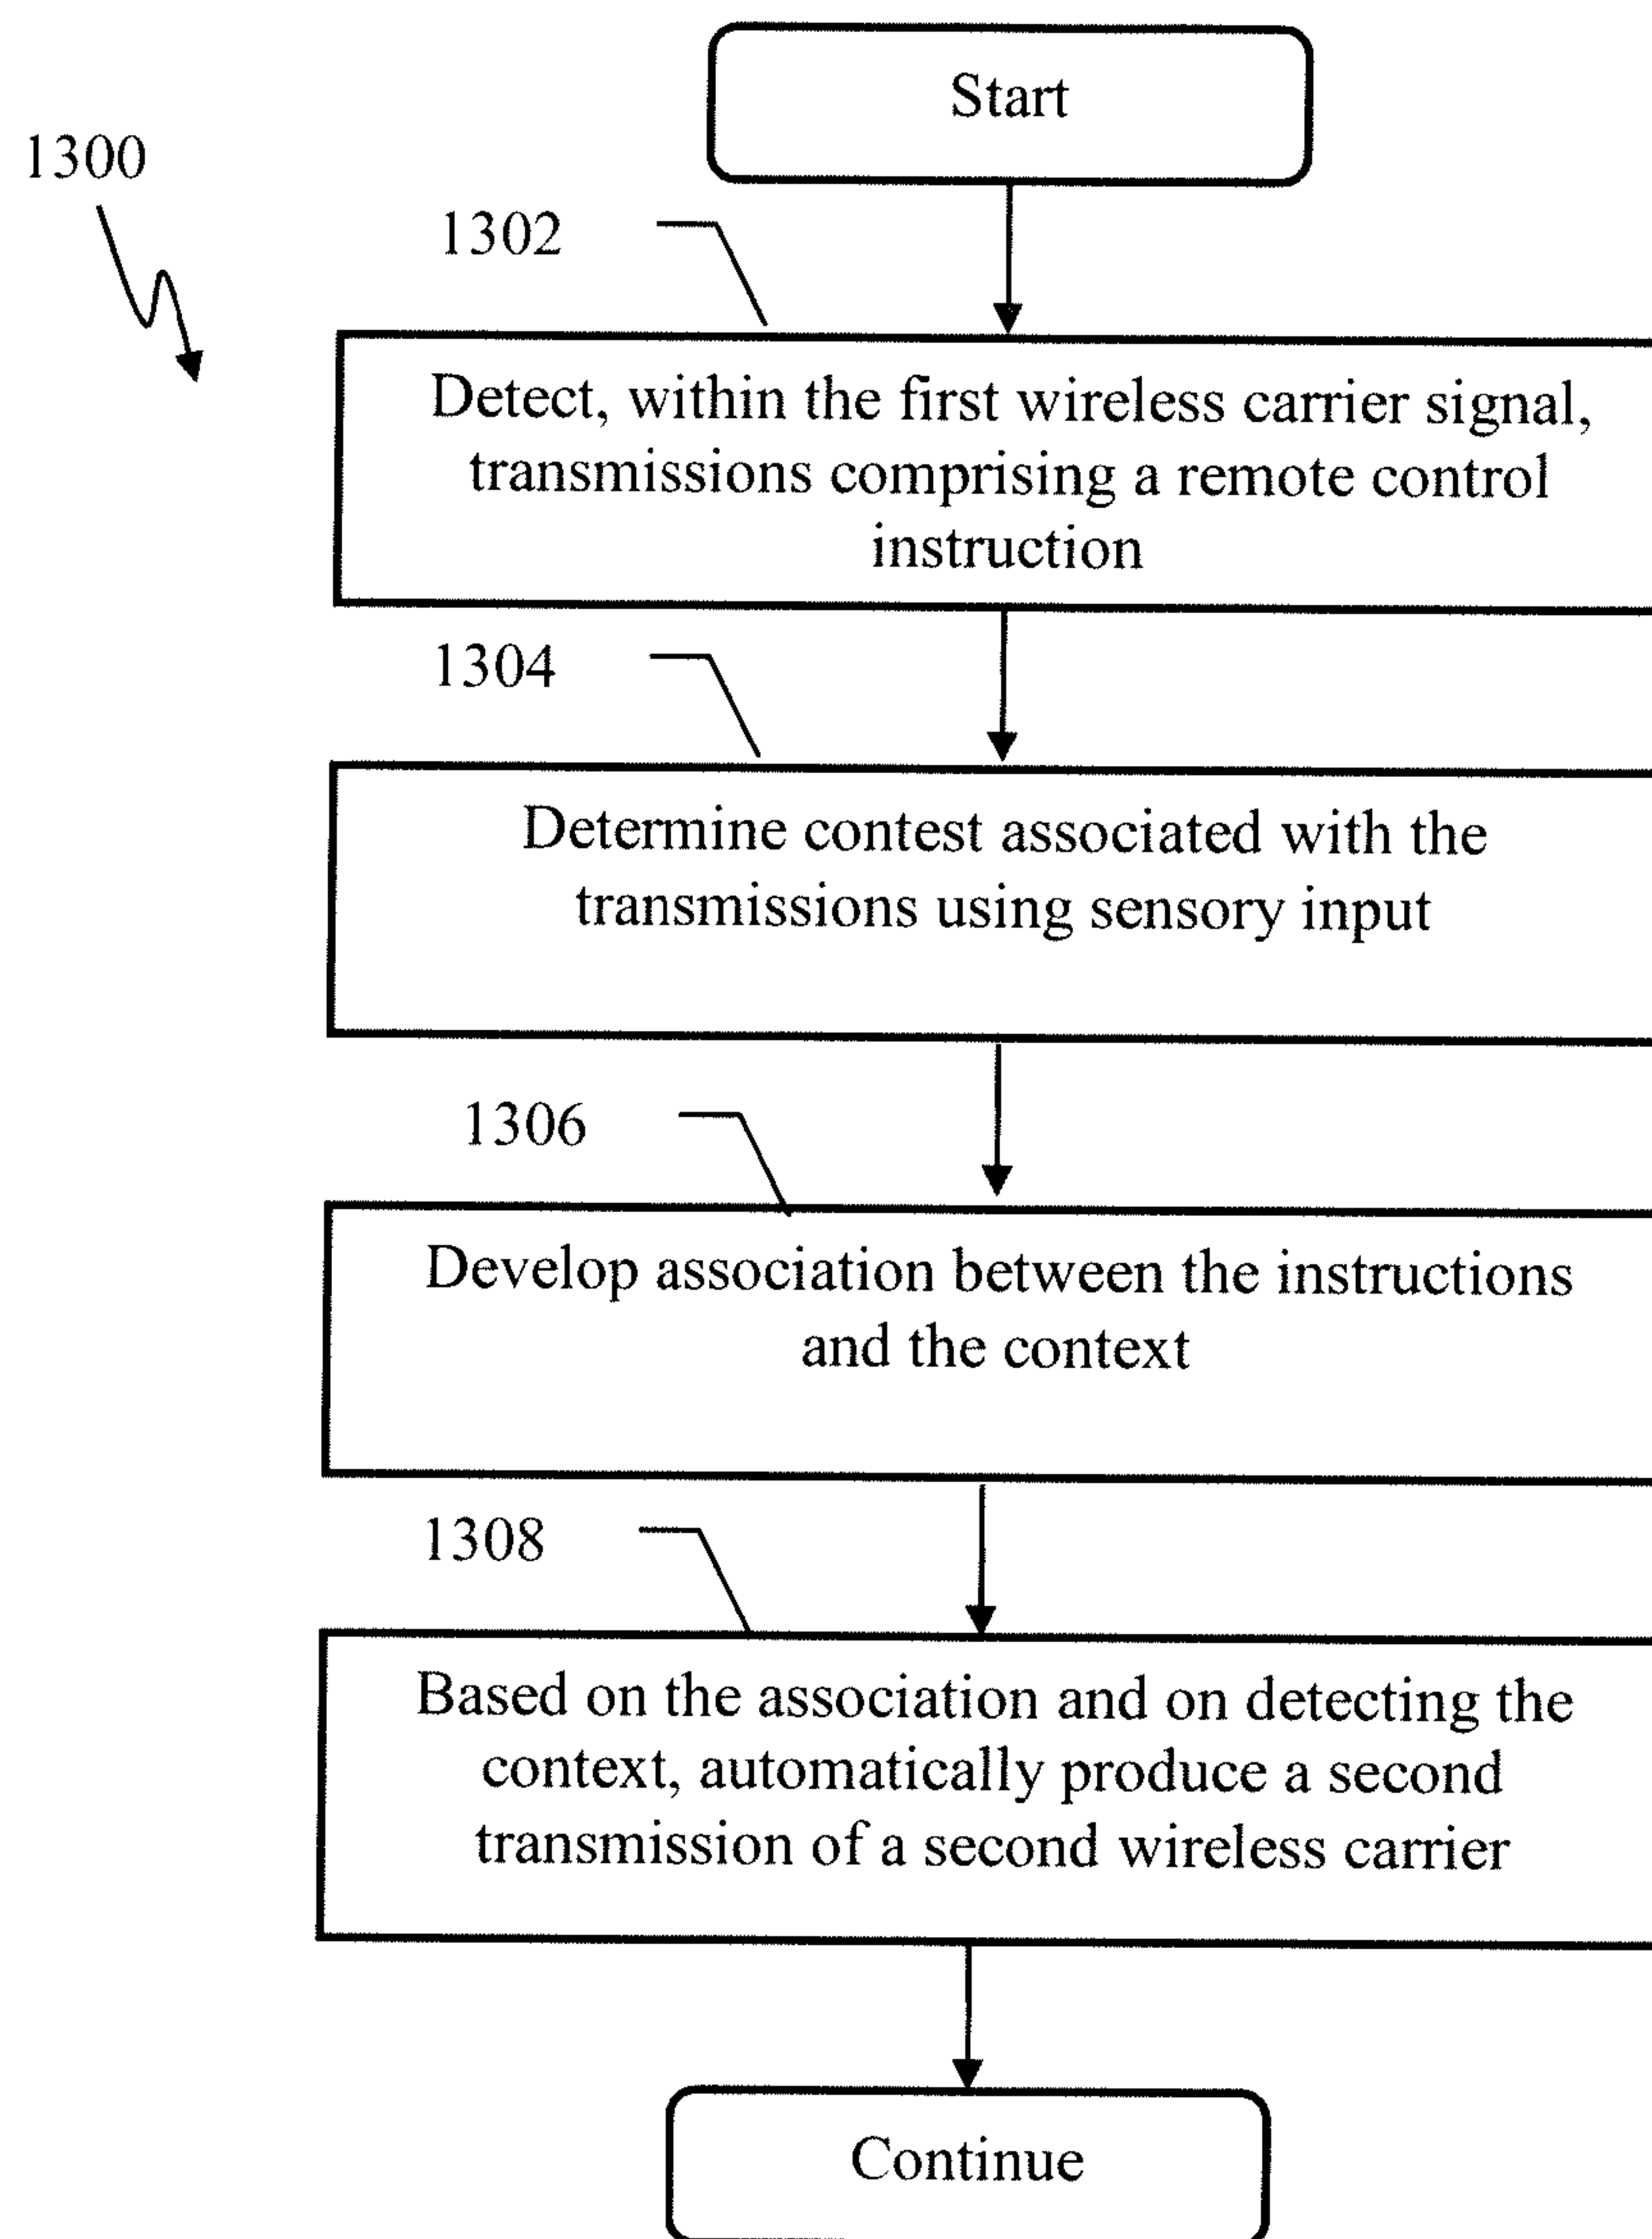 Start
1300
1302
Detect, within the first wireless carrier signal,
transmissions comprising a remote control
instruction
1304
Determine contest associated with the
transmissions using sensory input
1306
Develop association between the instructions
and the context
1308
Based on the association and on detecting the
context, automatically produce a second
transmission of a second wireless carrier
Continue